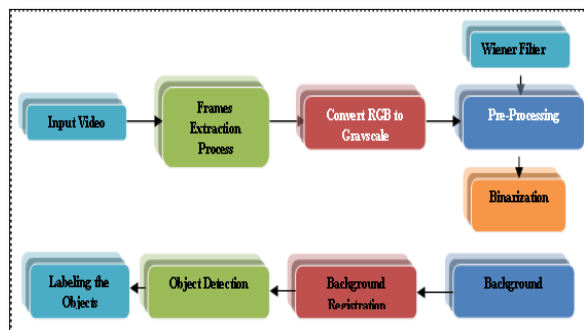 Wiener Filter
Input Video
Frames
Extraction
Process
Convert RGB to
Grayscale
Pre-Processing
Binarization
Labeling the
Objects
Object Detection
Background
Registration
Background